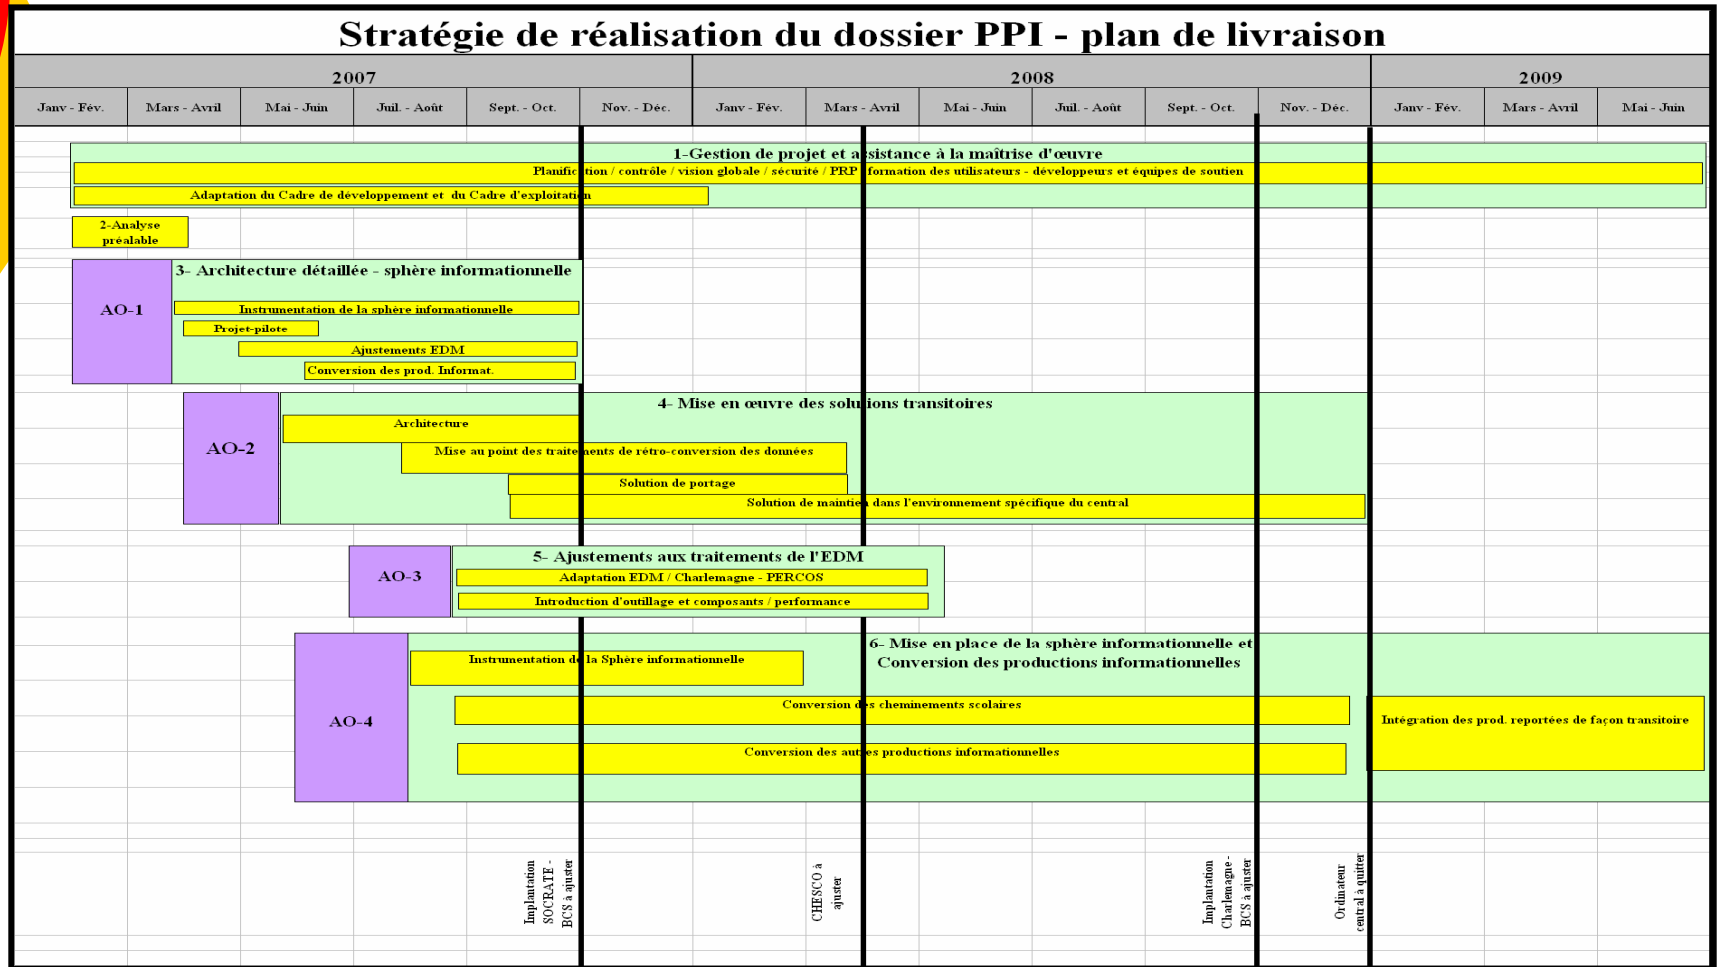 Stratégie de réalisation du dossier PPI - plan de livraison
2007
2008
2009
Janv - Fév.
Mars - Avril
Mai - Juin
Juil. - Août
Sept. - Oct.
Nov. - Déc.
Janv - Fév.
Mars - Avril
Mai - Juin
Juil. - Août
Sept. - Oct.
Nov. - Déc.
Janv - Fév.
Mars - Avril
Mai - Juin
1-Gestion de projet et assistance à la maîtrise d'œuvre
Planification / contrôle / vision globale / sécurité / PRP formation des utilisateurs - développeurs et équipes de soutien
Adaptation du Cadre de développement et du Cadre d'exploitation
2-Analyse
préalable
AO-1
3- Architecture détaillée - sphère informationnelle
Instrumentation de la sphère informationnelle
Projet-pilote
Ajustements EDM
Conversion des prod. Informat.
AO-2
4- Mise en œuvre des solutions transitoires
Architecture
Mise au point des traitements de rétro-conversion des données
Solution de portage
Solution de maintien dans l'environnement spécifique du central
AO-3
5- Ajustements aux traitements de l'EDM
Adaptation EDM / Charlemagne - PERCOS
Introduction d'outillage et composants / performance
AO-4
6- Mise en place de la sphère informationnelle et
Conversion des productions informationnelles
Instrumentation de la Sphère informationnelle
Conversion des cheminements scolaires
Conversion des autres productions informationnelles
Intégration des prod. reportées de façon transitoire
Implantation
SOCRATE -
BCS à ajuster
CHESCO à
ajuster
Implantation
Charlemagne -
BCS à ajuster
Ordinateur
central à quitter